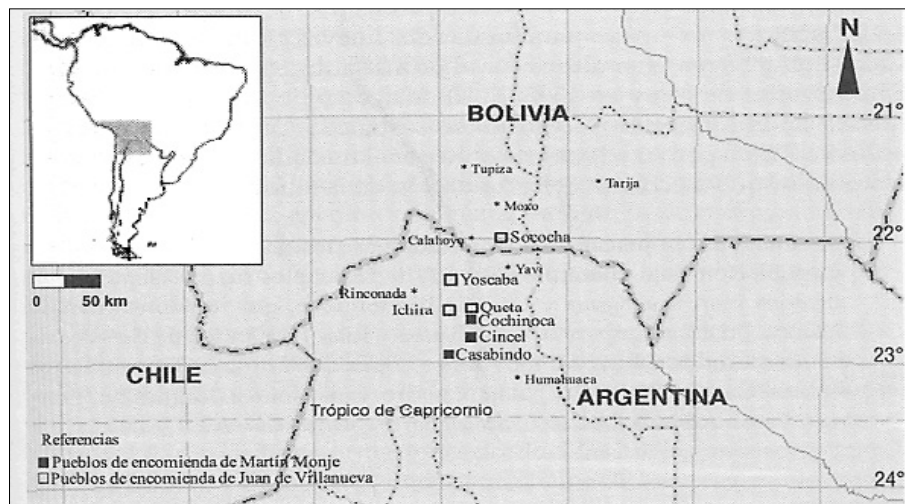 N
BOLIVIA
21°
Tupiza
Tarija
Moxo
Calahoyo
Sococha
22°
Yavi
Yoscaba
Rinconada
Ichira
Queta
Cochinoca
Cincel
Casabindo
23°
CHILE
Humahuaca
ARGENTINA
Trópico de Capricornio
24°
0 50 km
Referencias
Pueblos de encomienda de Martín Monje
Pueblos de encomienda de Juan de Villanueva